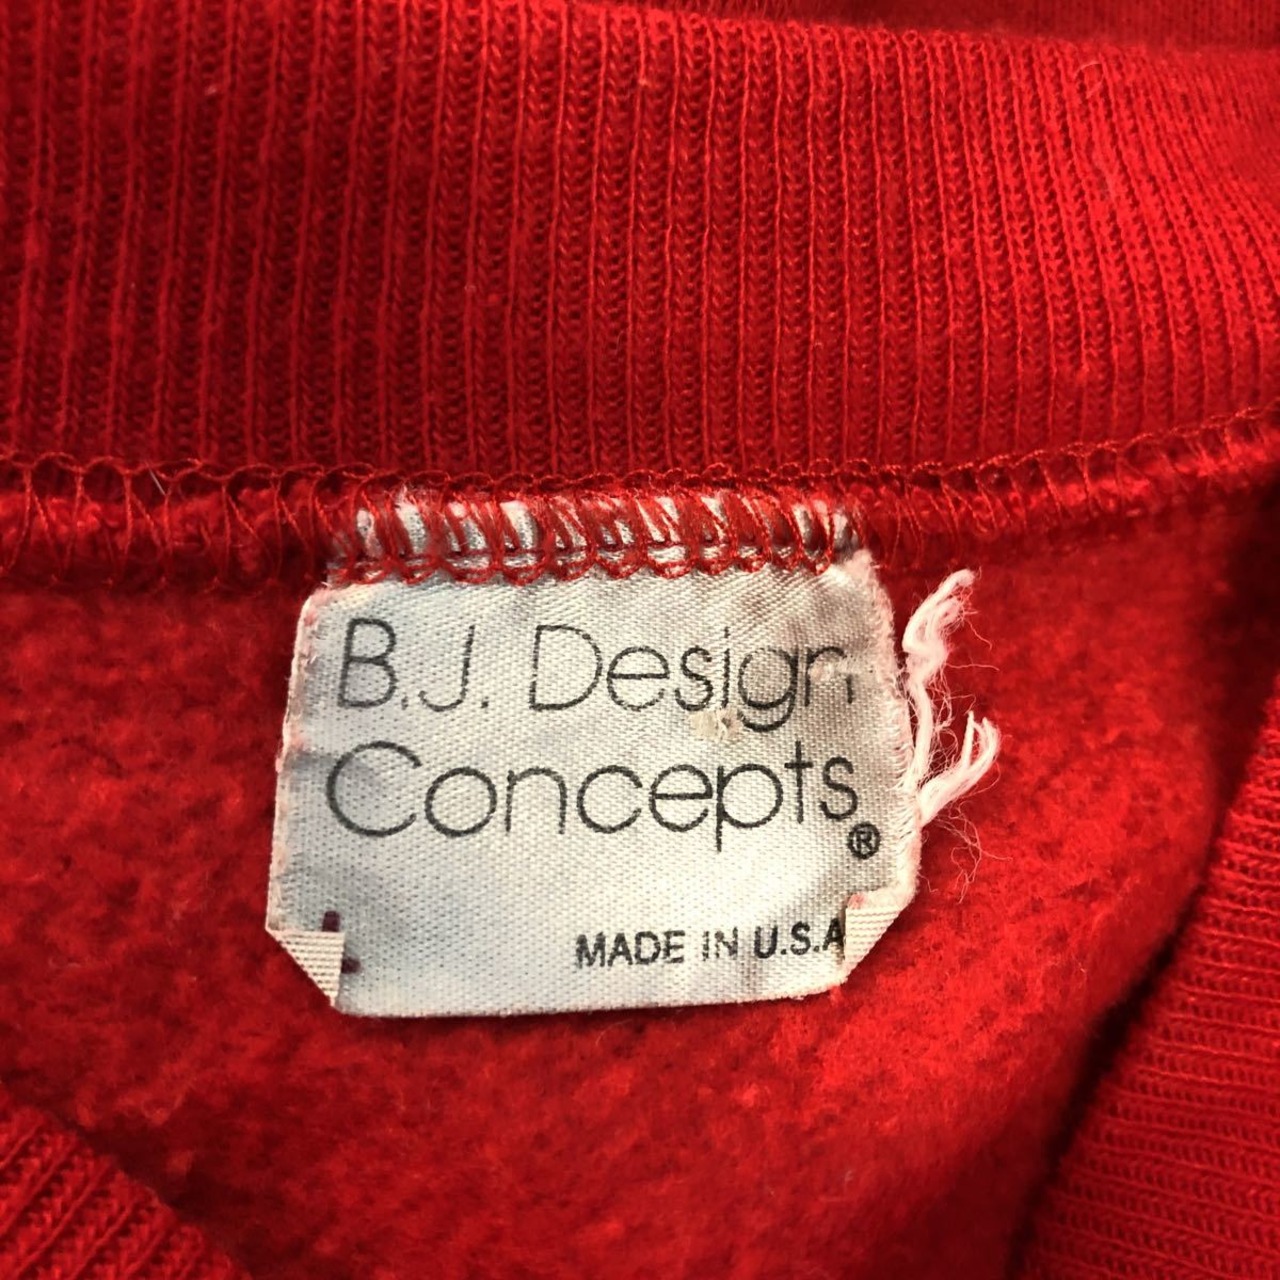 B.J. Design
Concepts®
MADE IN U.S.A